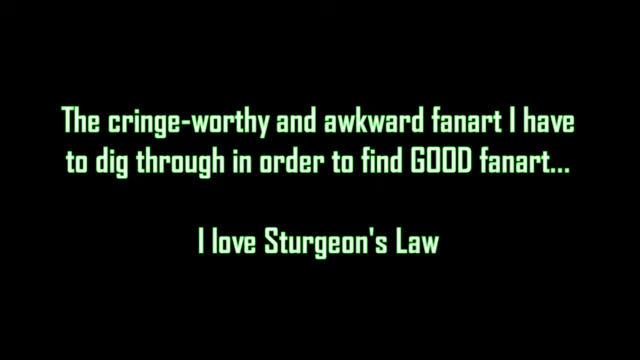 The cringe-worthy and awkward fanart I have
to dig through in order to find GOOD fanart...
I love Sturgeon's Law